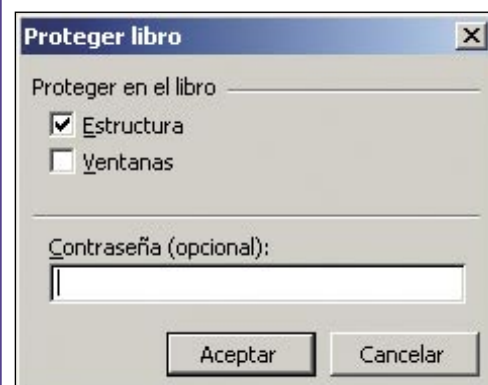 Proteger libro
Proteger en el libro
Estructura
Ventanas
Contraseña (opcional):
Aceptar
Cancelar